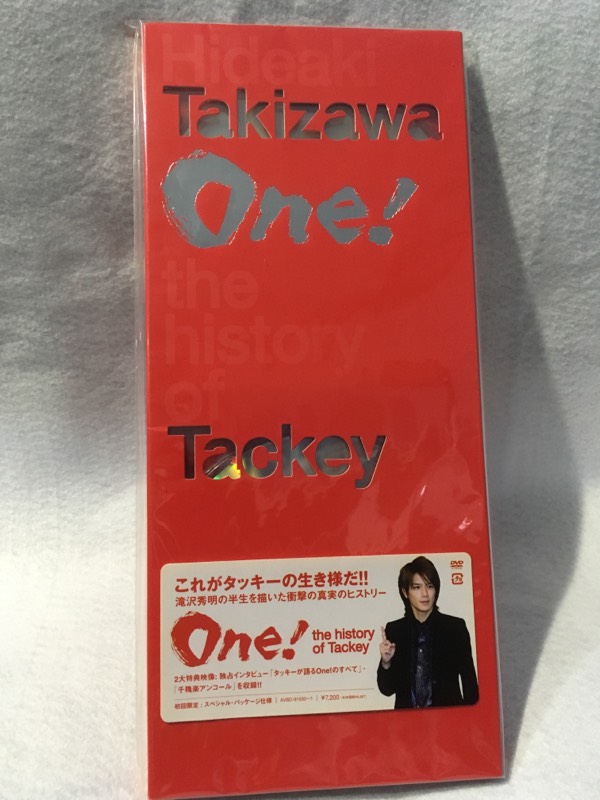 Hideaki
Takizawa
One!
the
history
of
Tackey
これがタッキーの生き様だ!!
滝沢秀明の半生を描いた衝撃の真実のヒストリー
One! the history
of Tackey
2大特典映像: 独占インタビュー「タッキーが語るOne!のすべて」・
「千穐楽アンコール」を収録!!
初回限定:スペシャル・パッケージ仕様 | ¥7,200
DVD